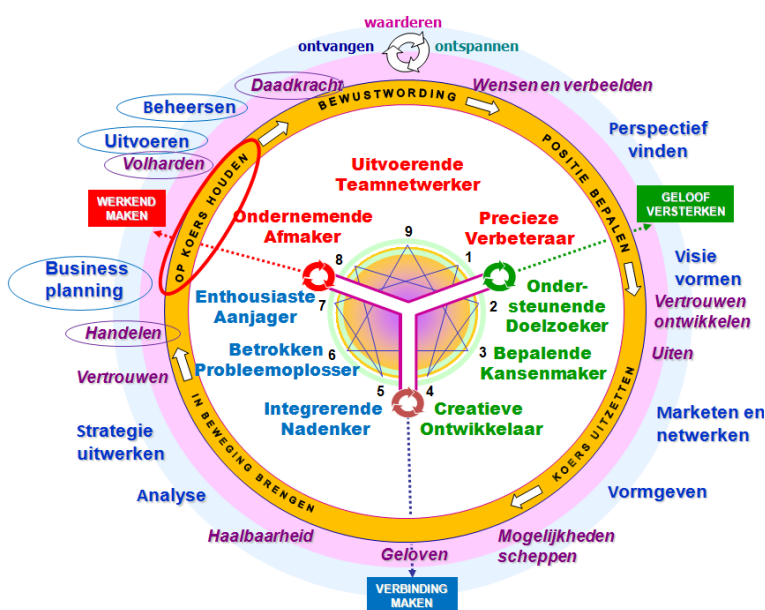 waarderen
ontvangen
ontspannen
Daadkracht
Wensen en verbeelden
Beheersen
BEWUSTWORDING
Uitvoeren
Perspectief
vinden
Volharden
OP KOERS HOUDEN
POSITIE BEPALEN
Uitvoerende
Teamnetwerker
WERKEND
MAKEN
GELOOF
VERSTERKEN
Ondernemende
Afmaker
Precieze
Verbeteraar
9
8
1
Business
planning
Visie
vormen
Enthousiaste
Aanjager
7
2
Onder-
steunende
Doelzoeker
Vertrouwen
ontwikkelen
Handelen
Betrokken
Probleemoplosser
6
3
Bepalende
Kansenmaker
Uiten
Vertrouwen
5
4
Integrerende
Nadenker
Creatieve
Ontwikkelaar
Marketen en
netwerken
Strategie
uitwerken
IN BEWEGING BRENGEN
KOERS UITZETTEN
Analyse
Vormgeven
Haalbaarheid
Geloven
Mogelijkheden
scheppen
VERBINDING
MAKEN